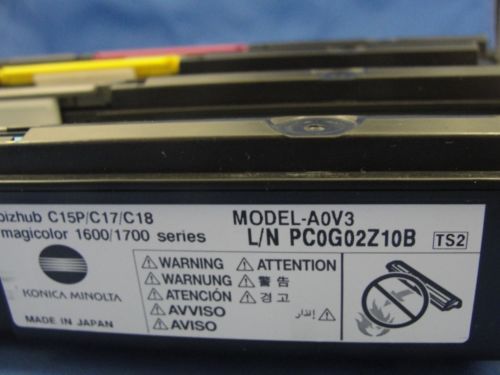 bizhub C15P/C17/C18
magicolor 1600/1700 series
MODEL-A0V3
L/N PC0G02Z10B TS2
KONICA MINOLTA
MADE IN JAPAN
WARNING
WARNUNG
ATENCIÓN
AVVISO
AVISO
ATTENTION
警告
경고
إنذار